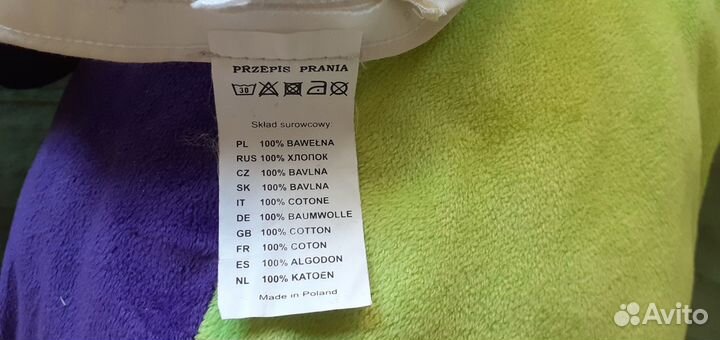 PRZEPIS PRANIA
30
Skład surowcowy:
PL 100% BAWEŁNA
RUS 100% ХЛОПОК
CZ 100% BAVLNA
SK 100% BAVLNA
IT 100% COTONE
DE 100% BAUMWOLLE
GB 100% COTTON
FR 100% COTON
ES 100% ALGODON
NL 100% KATOEN
Made in Poland
Avito